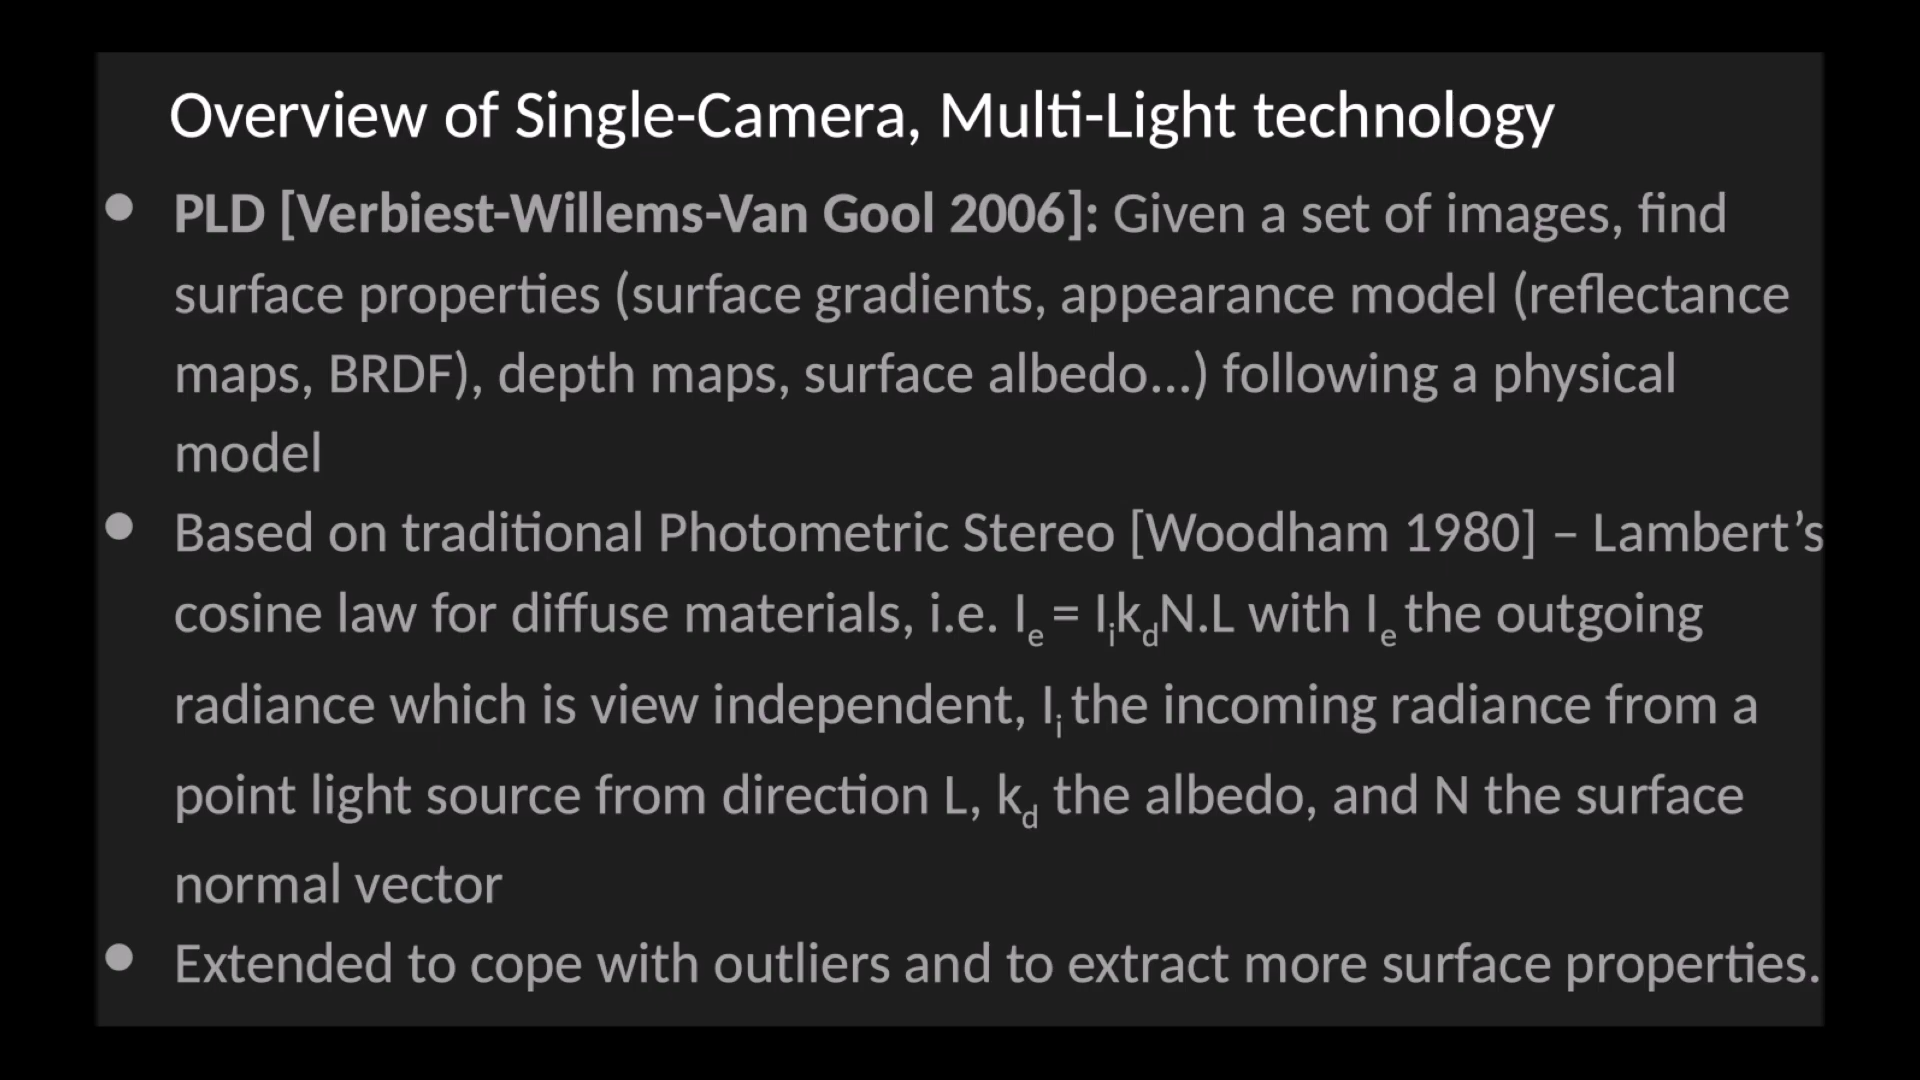 Overview of Single-Camera, Multi-Light technology
● PLD [Verbiest-Willems-Van Gool 2006]: Given a set of images, find
surface properties (surface gradients, appearance model (reflectance
maps, BRDF), depth maps, surface albedo...) following a physical
model
● Based on traditional Photometric Stereo [Woodham 1980] – Lambert’s
cosine law for diffuse materials, i.e. Iₑ = Iᵢk_dN.L with Iₑ the outgoing
radiance which is view independent, Iᵢ the incoming radiance from a
point light source from direction L, k_d the albedo, and N the surface
normal vector
● Extended to cope with outliers and to extract more surface properties.